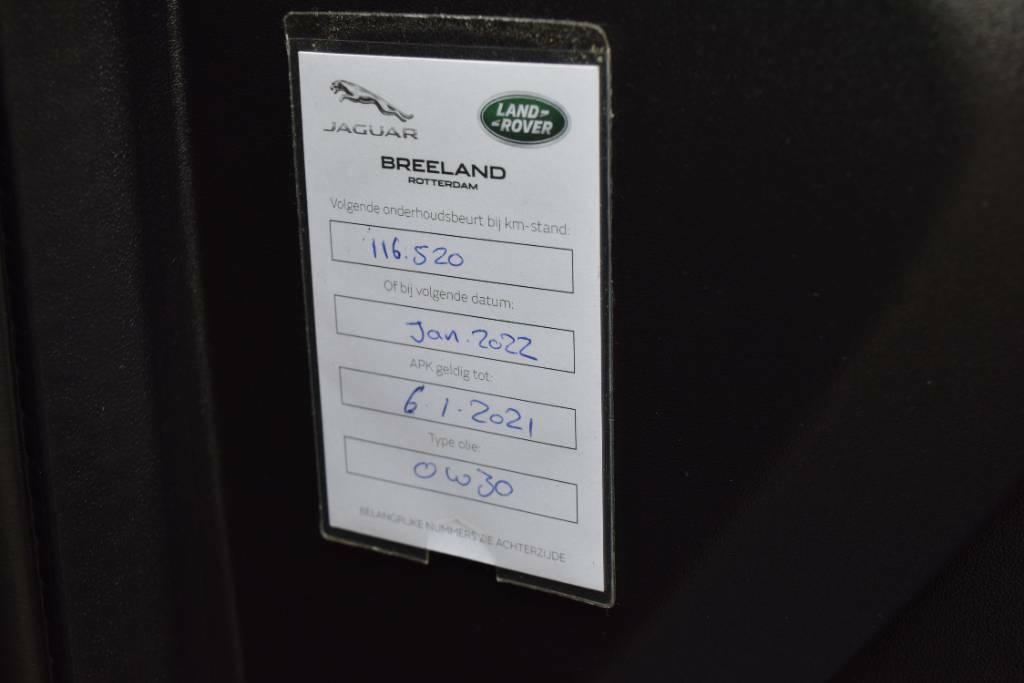 JAGUAR
LAND ROVER
BREELAND
ROTTERDAM
Volgende onderhoudsbeurt bij km-stand:
116.520
Of bij volgende datum:
Jan. 2022
APK geldig tot:
6.1.2021
Type olie:
0W30
BELANGRIJKE NUMMERS ZIE ACHTERZIJDE